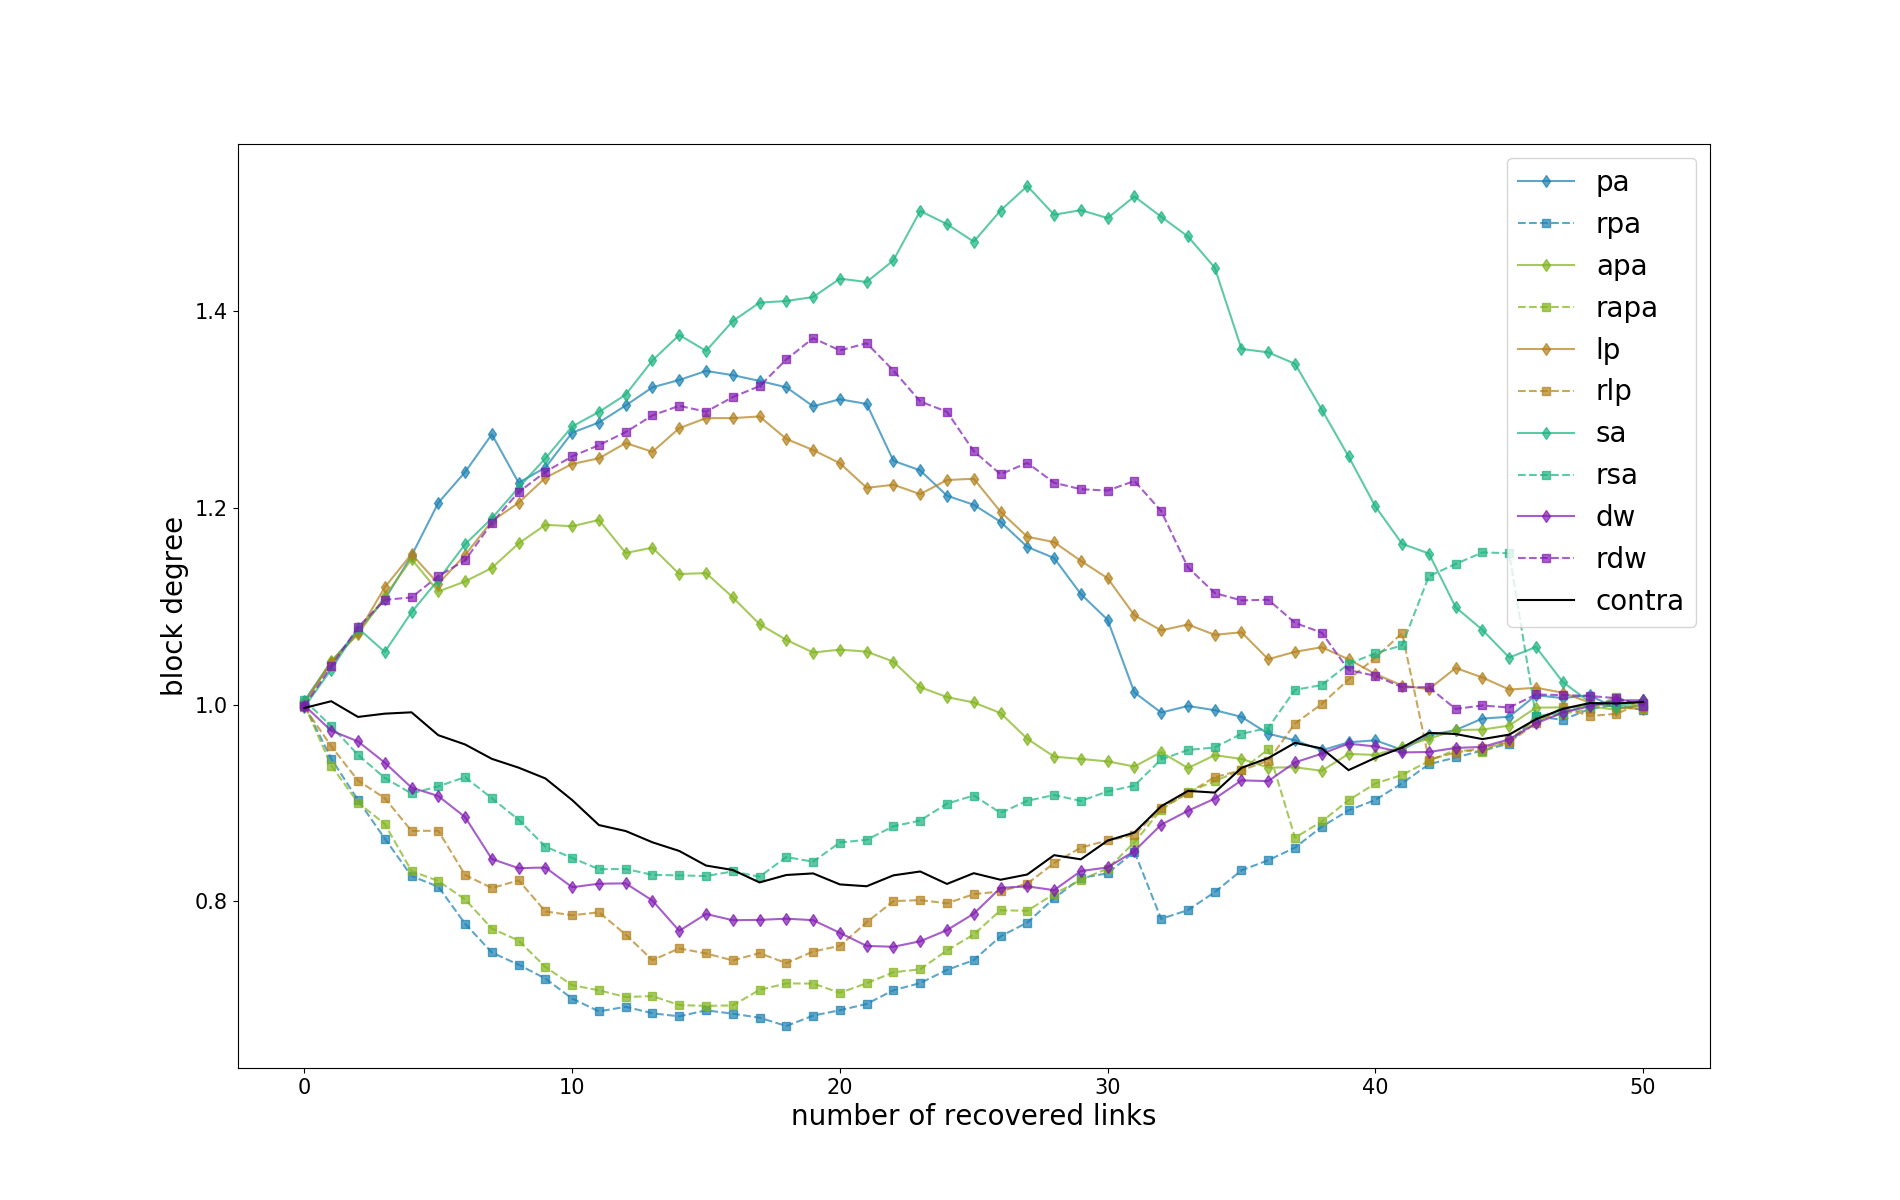 1.4
1.2
1.0
0.8
block degree
0
10
20
30
40
50
number of recovered links
pa
rpa
apa
rapa
lp
rlp
sa
rsa
dw
rdw
contra